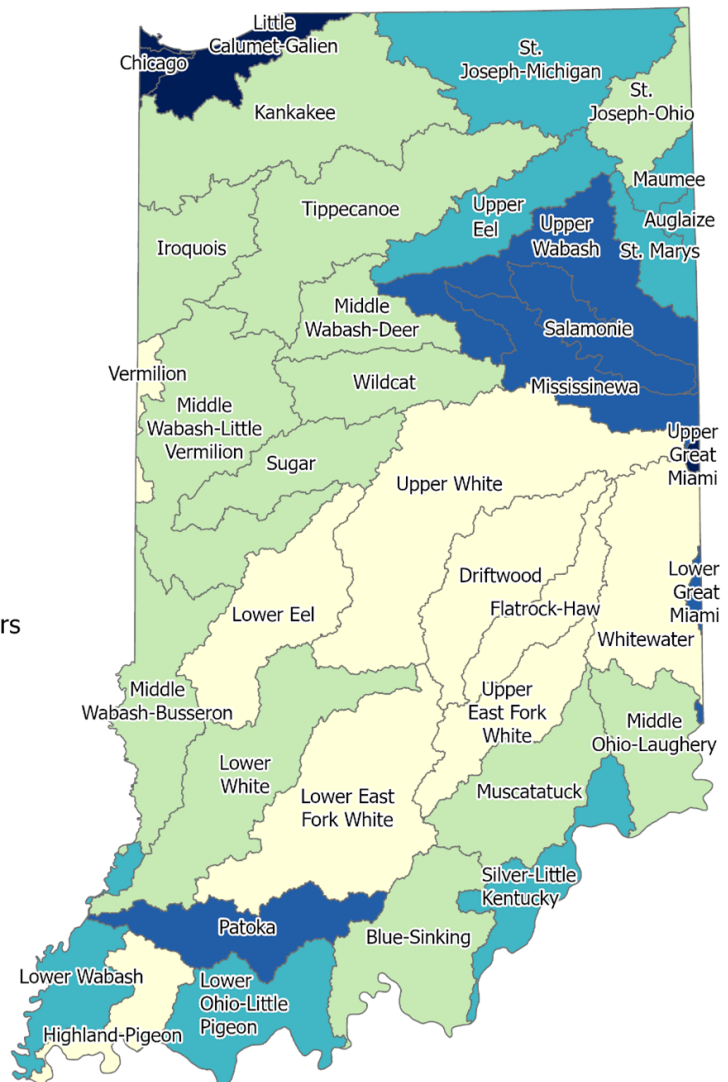 Little
Calumet-Galien
Chicago
St.
Joseph-Michigan
Kankakee
St.
Joseph-Ohio
Maumee
Tippecanoe
Upper
Eel
Upper
Wabash
Auglaize
Iroquois
St. Marys
Middle
Wabash-Deer
Salamonie
Vermilion
Wildcat
Mississinewa
Middle
Wabash-Little
Vermilion
Upper
Great
Miami
Sugar
Upper White
Driftwood
Lower
Great
Miami
Flatrock-Haw
Lower Eel
rs
Whitewater
Middle
Wabash-Busseron
Upper
East Fork
White
Middle
Ohio-Laughery
Lower
White
Lower East
Fork White
Muscatatuck
Silver-Little
Kentucky
Patoka
Blue-Sinking
Lower Wabash
Lower
Ohio-Little
Pigeon
Highland-Pigeon